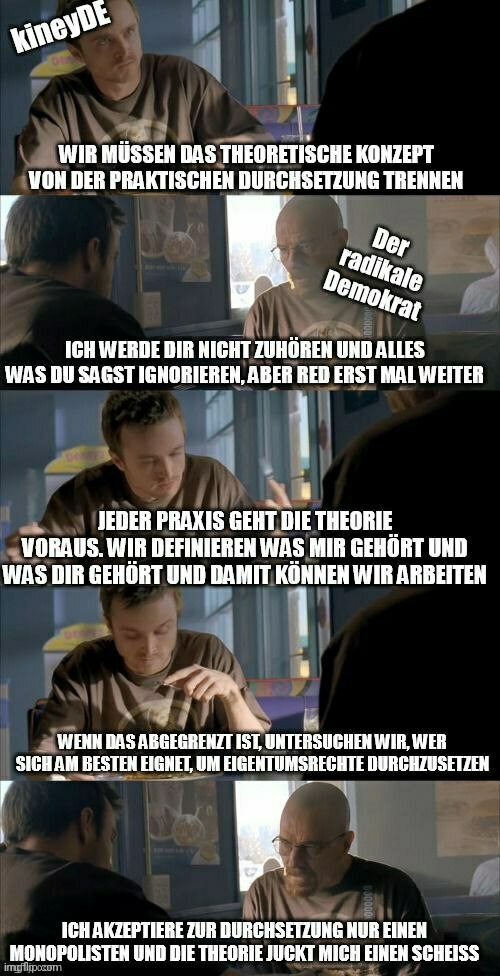 kineyDE
WIR MÜSSEN DAS THEORETISCHE KONZEPT
VON DER PRAKTISCHEN DURCHSETZUNG TRENNEN
Der
radikale
Demokrat
ICH WERDE DIR NICHT ZUHÖREN UND ALLES
WAS DU SAGST IGNORIEREN, ABER RED ERST MAL WEITER
JEDER PRAXIS GEHT DIE THEORIE
VORAUS. WIR DEFINIEREN WAS MIR GEHÖRT UND
WAS DIR GEHÖRT UND DAMIT KÖNNEN WIR ARBEITEN
WENN DAS ABGEGRENZT IST, UNTERSUCHEN WIR, WER
SICH AM BESTEN EIGNET, UM EIGENTUMSRECHTE DURCHZUSETZEN
ICH AKZEPTIERE ZUR DURCHSETZUNG NUR EINEN
MONOPOLISTEN UND DIE THEORIE JUCKT MICH EINEN SCHEISS
imgflip.com